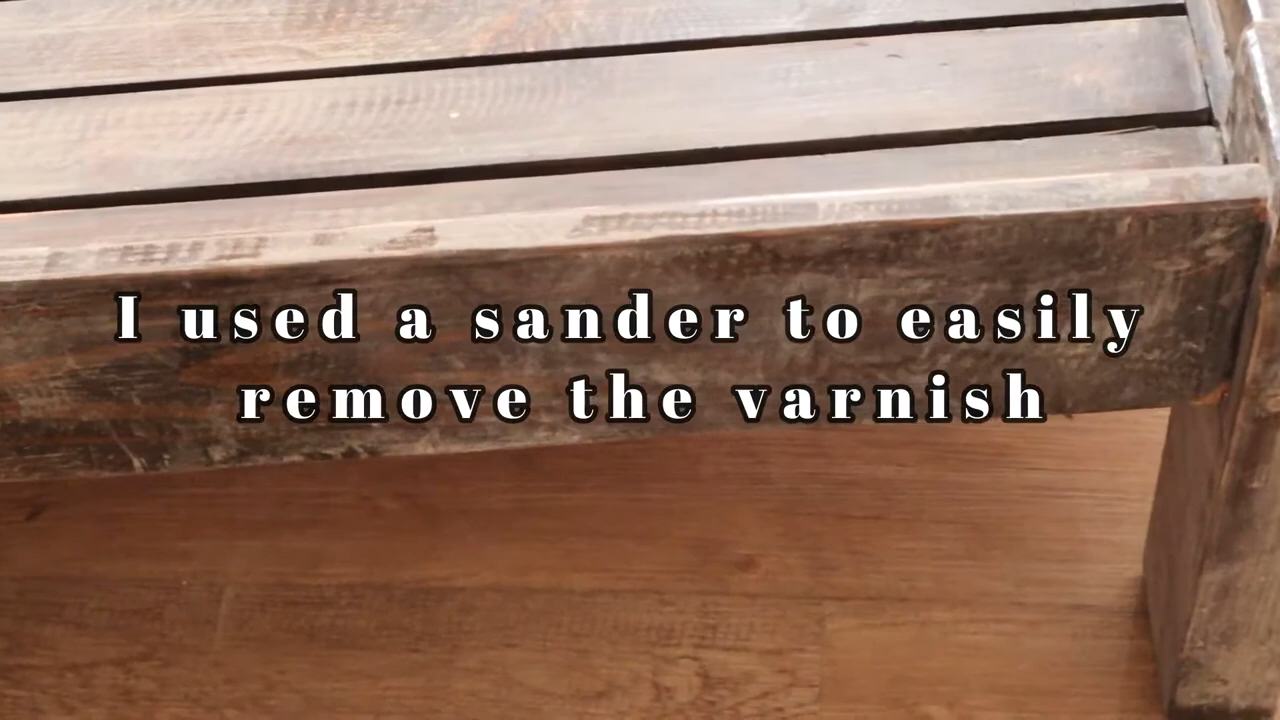 I used a sander to easily
remove the varnish